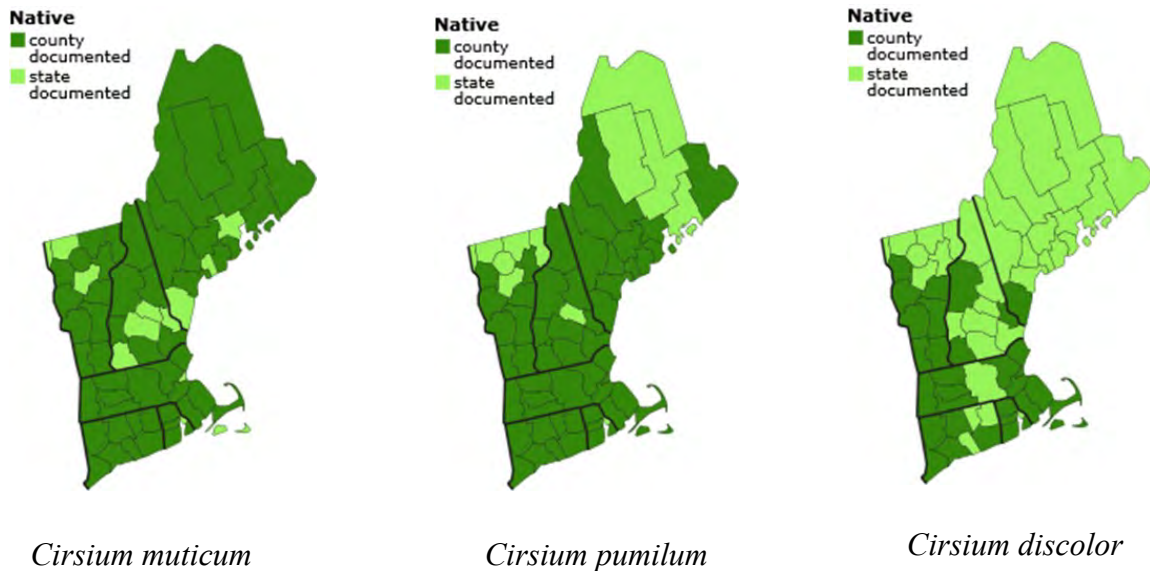 Native
county
documented
state
documented
Native
county
documented
state
documented
Native
county
documented
state
documented
Cirsium muticum
Cirsium pumilum
Cirsium discolor